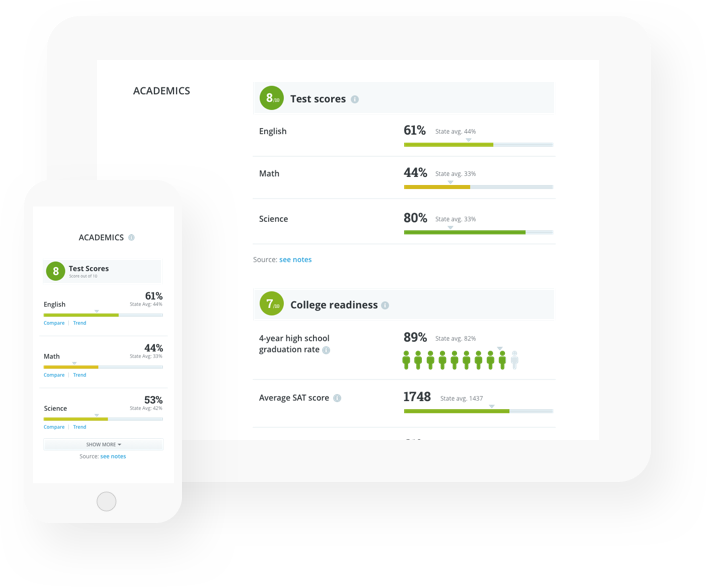 ACADEMICS
8/10 Test scores i
English 61% State avg. 44%
Math 44% State avg. 33%
Science 80% State avg. 33%
Source: see notes
7/10 College readiness i
4-year high school
graduation rate i 89% State avg. 82%
Average SAT score i 1748 State avg. 1437
ACADEMICS i
8 Test Scores
Score out of 10
English 61%
State Avg: 44%
Compare | Trend
Math 44%
State Avg: 33%
Compare | Trend
Science 53%
State Avg: 42%
Compare | Trend
SHOW MORE
Source: see notes